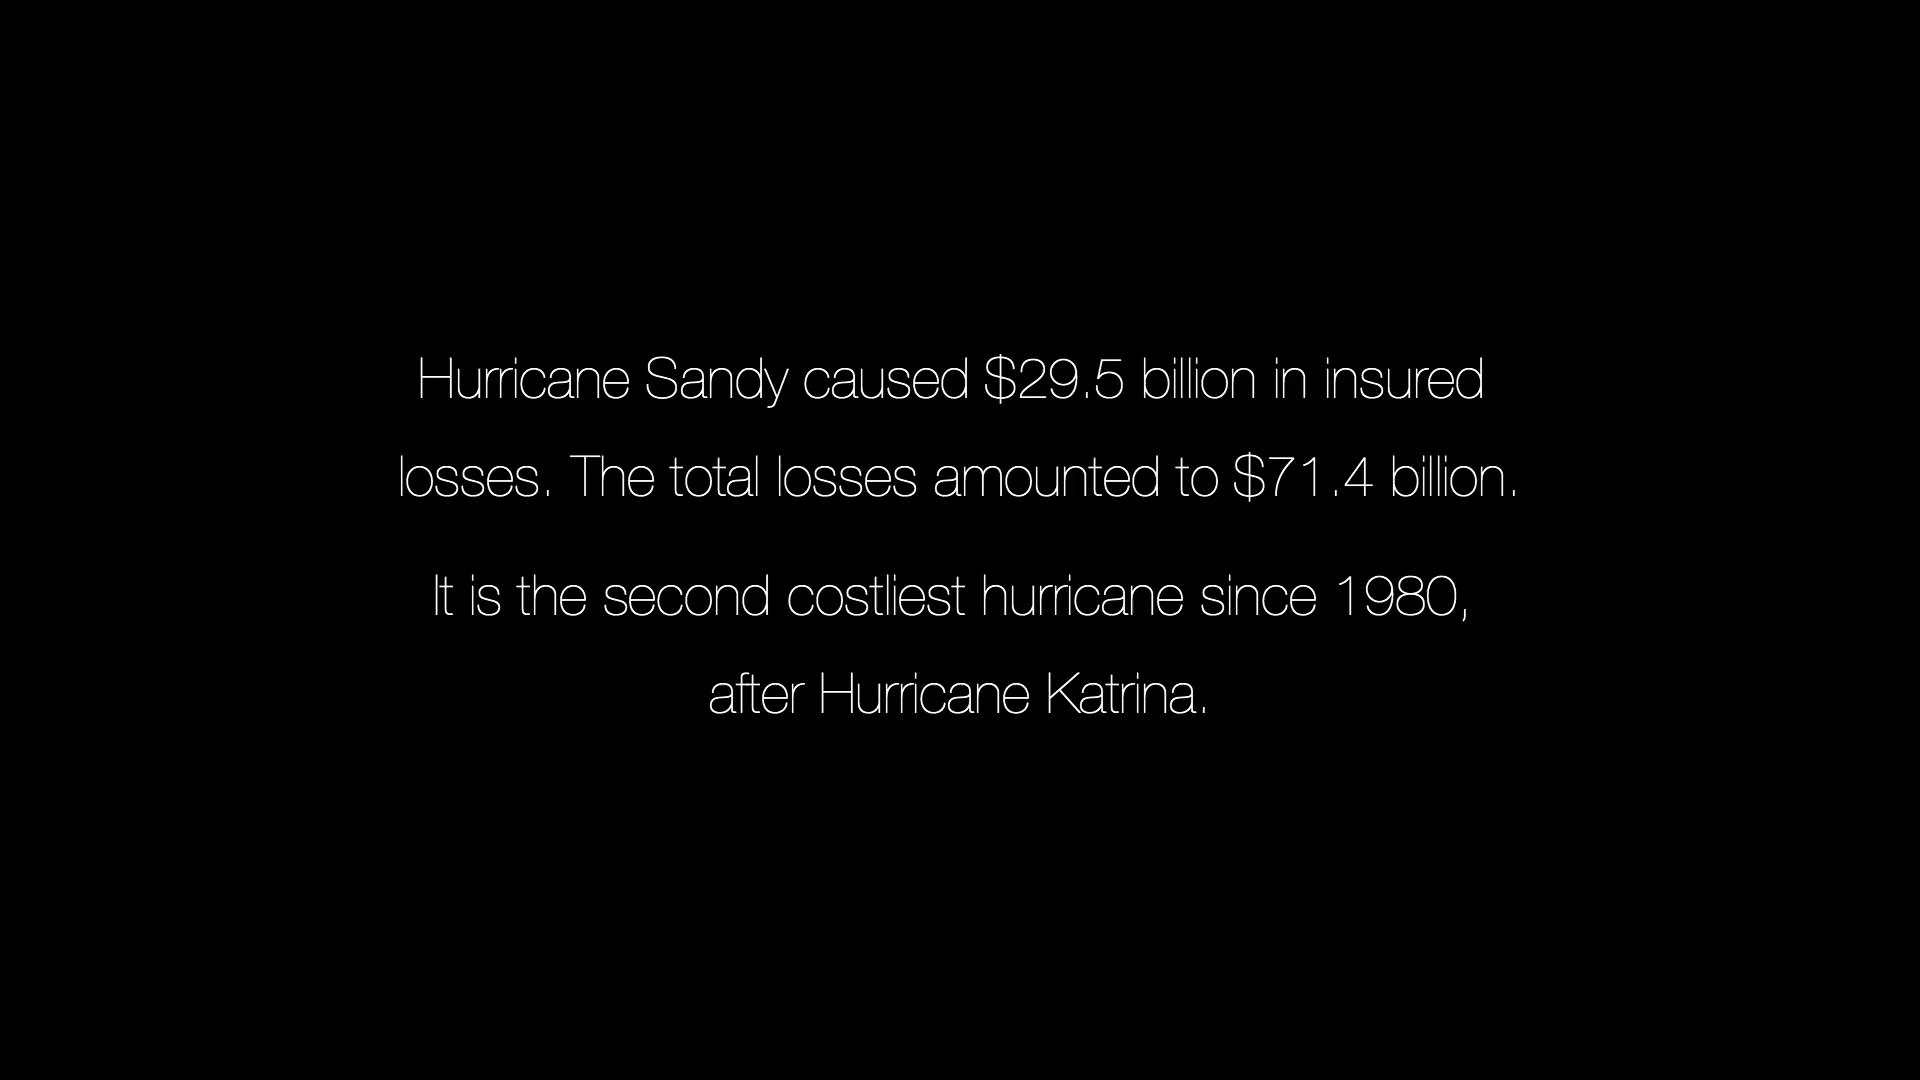 Hurricane Sandy caused $29.5 billion in insured
losses. The total losses amounted to $71.4 billion.
It is the second costliest hurricane since 1980,
after Hurricane Katrina.